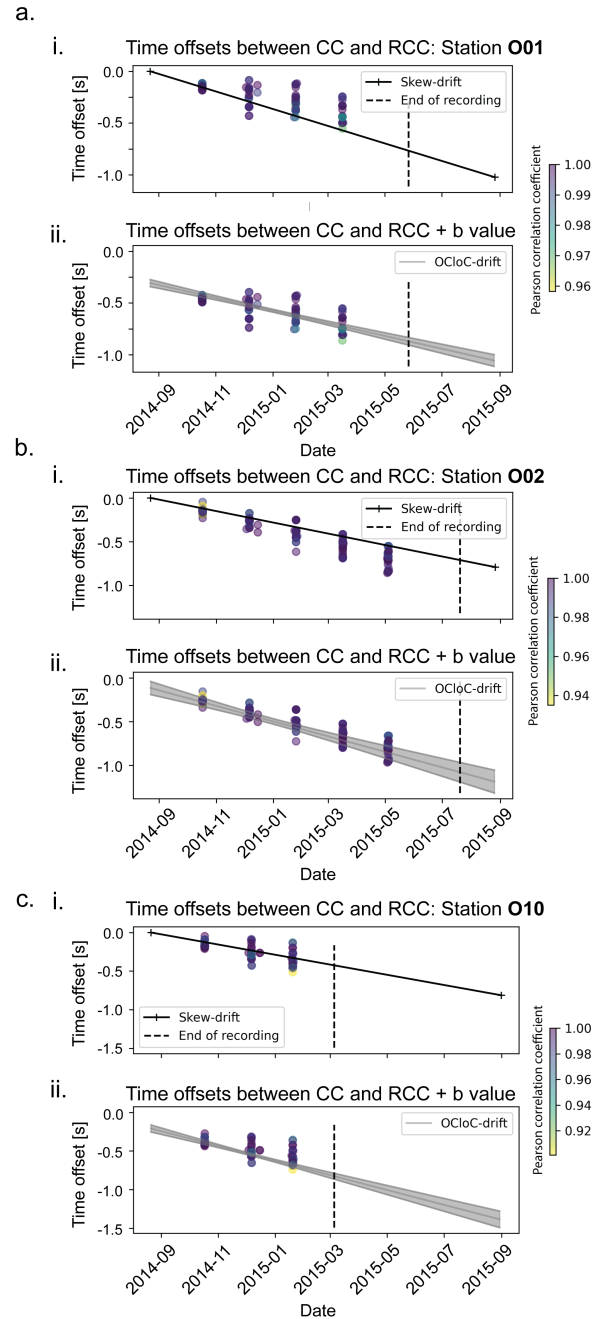 a.
i.
Time offsets between CC and RCC: Station O01
Time offset [s]
0.0
-0.5
-1.0
Skew-drift
End of recording
ii.
Time offsets between CC and RCC + b value
Time offset [s]
0.0
-0.5
-1.0
OCloC-drift
2014-09
2014-11
2015-01
2015-03
2015-05
2015-07
2015-09
Date
Pearson correlation coefficient
1.00
0.99
0.98
0.97
0.96
b.
i.
Time offsets between CC and RCC: Station O02
Time offset [s]
0.0
-0.5
-1.0
Skew-drift
End of recording
ii.
Time offsets between CC and RCC + b value
Time offset [s]
0.0
-0.5
-1.0
OCloC-drift
2014-09
2014-11
2015-01
2015-03
2015-05
2015-07
2015-09
Date
Pearson correlation coefficient
1.00
0.98
0.96
0.94
c.
i.
Time offsets between CC and RCC: Station O10
Time offset [s]
0.0
-0.5
-1.0
-1.5
Skew-drift
End of recording
ii.
Time offsets between CC and RCC + b value
Time offset [s]
0.0
-0.5
-1.0
-1.5
OCloC-drift
2014-09
2014-11
2015-01
2015-03
2015-05
2015-07
2015-09
Date
Pearson correlation coefficient
1.00
0.98
0.96
0.94
0.92